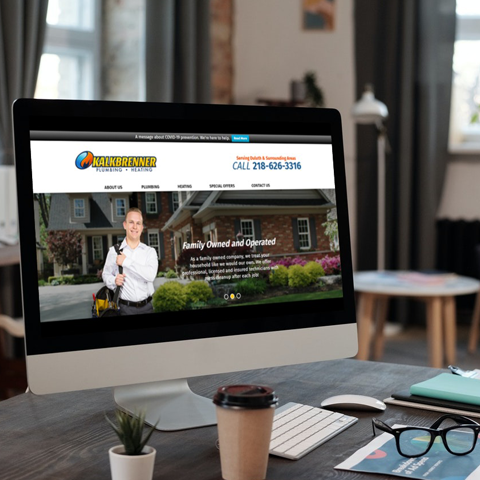 A message about COVID-19 prevention. We're here to help. Read More
KALKBRENNER
PLUMBING • HEATING
Serving Duluth & Surrounding Areas
CALL 218-626-3316
ABOUT US PLUMBING HEATING SPECIAL OFFERS CONTACT US
Family Owned and Operated
As a family owned company, we treat your
household like we would our own. We offer
professional, licensed and insured technicians with
cleanup after each job!